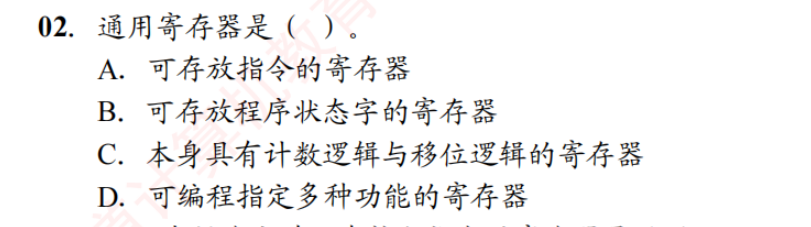 02. 通用寄存器是（ ）。
A. 可存放指令的寄存器
B. 可存放程序状态字的寄存器
C. 本身具有计数逻辑与移位逻辑的寄存器
D. 可编程指定多种功能的寄存器